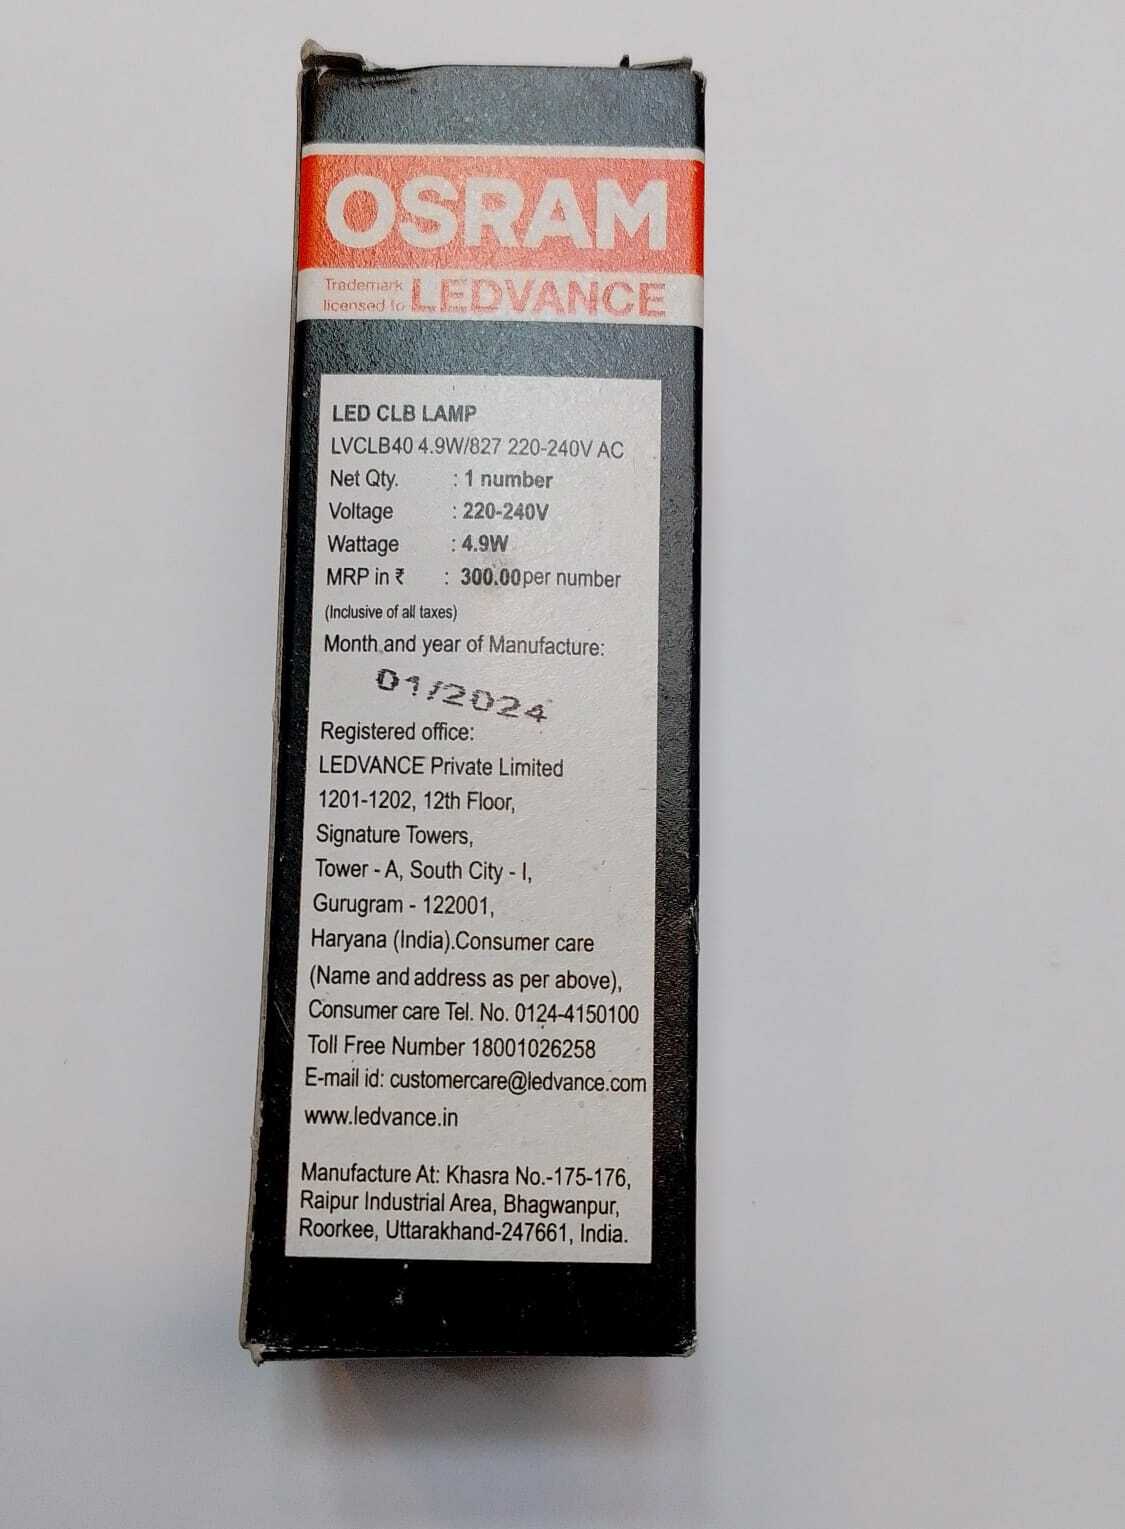 OSRAM
Trademark
licensed to LEDVANCE
LED CLB LAMP
LVCLB40 4.9W/827 220-240V AC
Net Qty. : 1 number
Voltage : 220-240V
Wattage : 4.9W
MRP in ₹ : 300.00 per number
(Inclusive of all taxes)
Month and year of Manufacture:
01/2024
Registered office:
LEDVANCE Private Limited
1201-1202, 12th Floor,
Signature Towers,
Tower - A, South City - I,
Gurugram - 122001,
Haryana (India).Consumer care
(Name and address as per above),
Consumer care Tel. No. 0124-4150100
Toll Free Number 18001026258
E-mail id: customercare@ledvance.com
www.ledvance.in
Manufacture At: Khasra No.-175-176,
Raipur Industrial Area, Bhagwanpur,
Roorkee, Uttarakhand-247661, India.